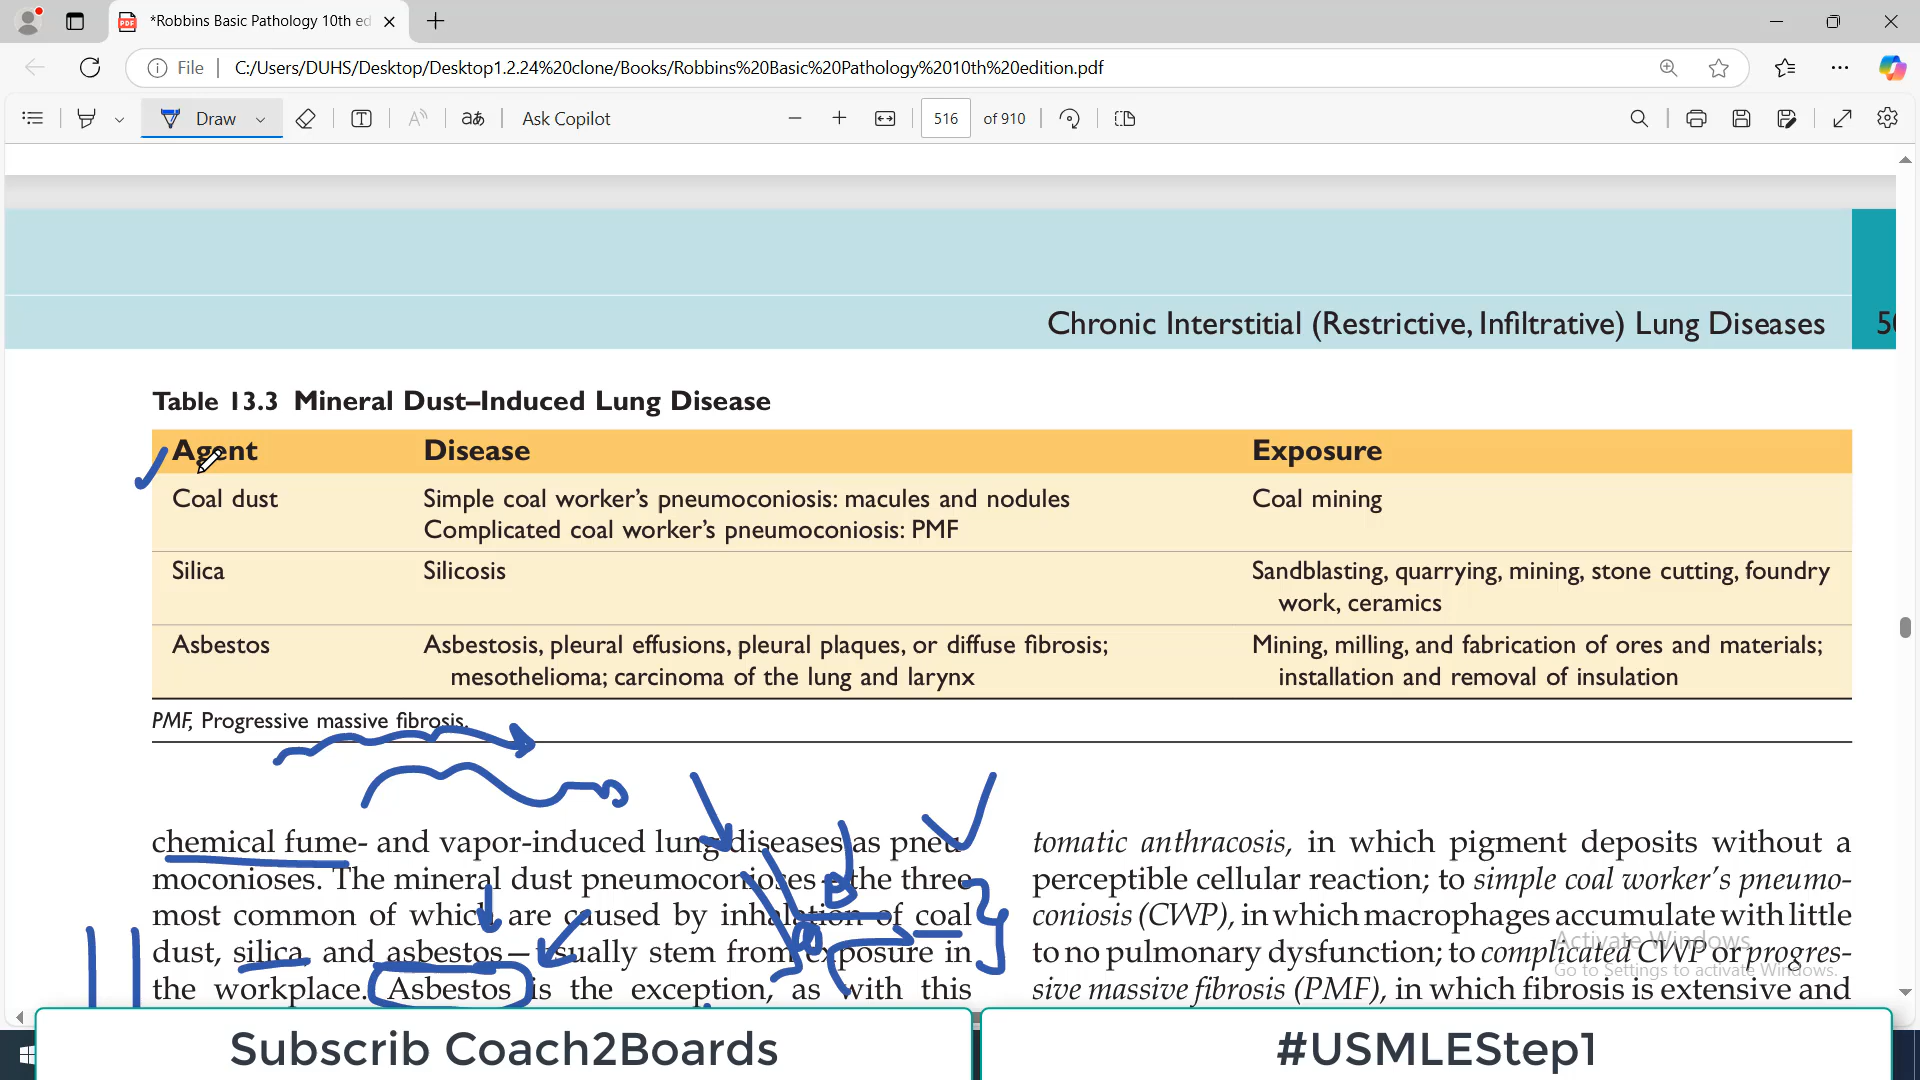 *Robbins Basic Pathology 10th ed
File
C:/Users/DUHS/Desktop/Desktop1.2.24%20clone/Books/Robbins%20Basic%20Pathology%2010th%20edition.pdf
Draw
Ask Copilot
516 of 910
Chronic Interstitial (Restrictive, Infiltrative) Lung Diseases
Table 13.3 Mineral Dust–Induced Lung Disease
Agent Disease Exposure
Coal dust Simple coal worker’s pneumoconiosis: macules and nodules Coal mining
Complicated coal worker’s pneumoconiosis: PMF
Silica Silicosis Sandblasting, quarrying, mining, stone cutting, foundry
work, ceramics
Asbestos Asbestosis, pleural effusions, pleural plaques, or diffuse fibrosis; Mining, milling, and fabrication of ores and materials;
mesothelioma; carcinoma of the lung and larynx installation and removal of insulation
PMF, Progressive massive fibrosis.
chemical fume- and vapor-induced lung diseases as pneu-
moconioses. The mineral dust pneumoconioses—the three
most common of which are caused by inhalation of coal
dust, silica, and asbestos—usually stem from exposure in
the workplace. Asbestos is the exception, as with this
tomatic anthracosis, in which pigment deposits without a
perceptible cellular reaction; to simple coal worker’s pneumo-
coniosis (CWP), in which macrophages accumulate with little
to no pulmonary dysfunction; to complicated CWP or progres-
sive massive fibrosis (PMF), in which fibrosis is extensive and
Activate Windows
Go to Settings to activate Windows.
Subscrib Coach2Boards
#USMLEStep1